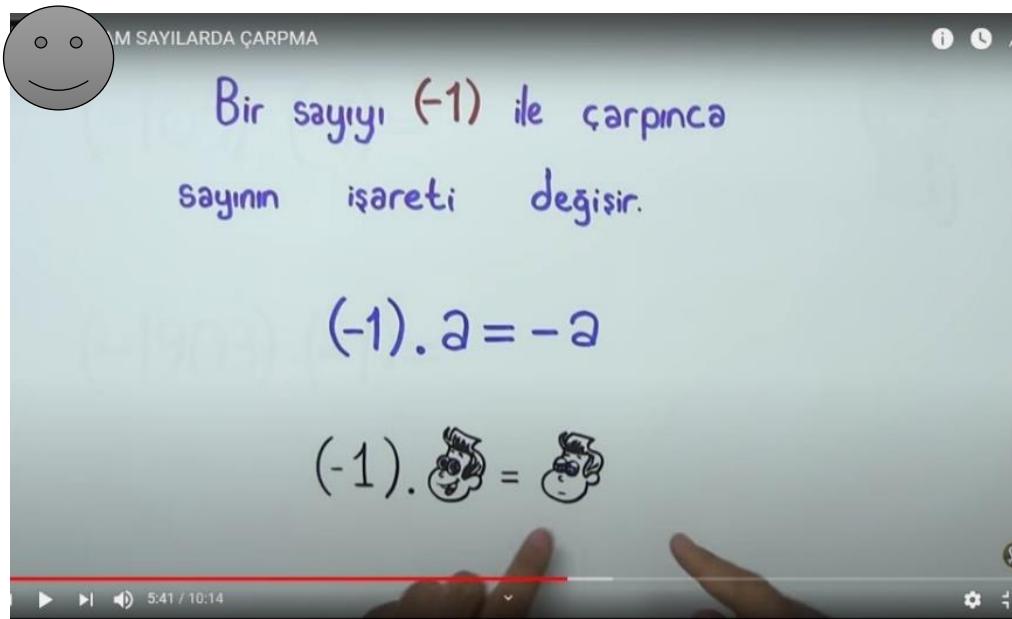 AM SAYILARDA ÇARPMA
Bir sayıyı (-1) ile çarpınca
sayının işareti değişir.
(-1). a = -a
(-1). =
5:41 / 10:14